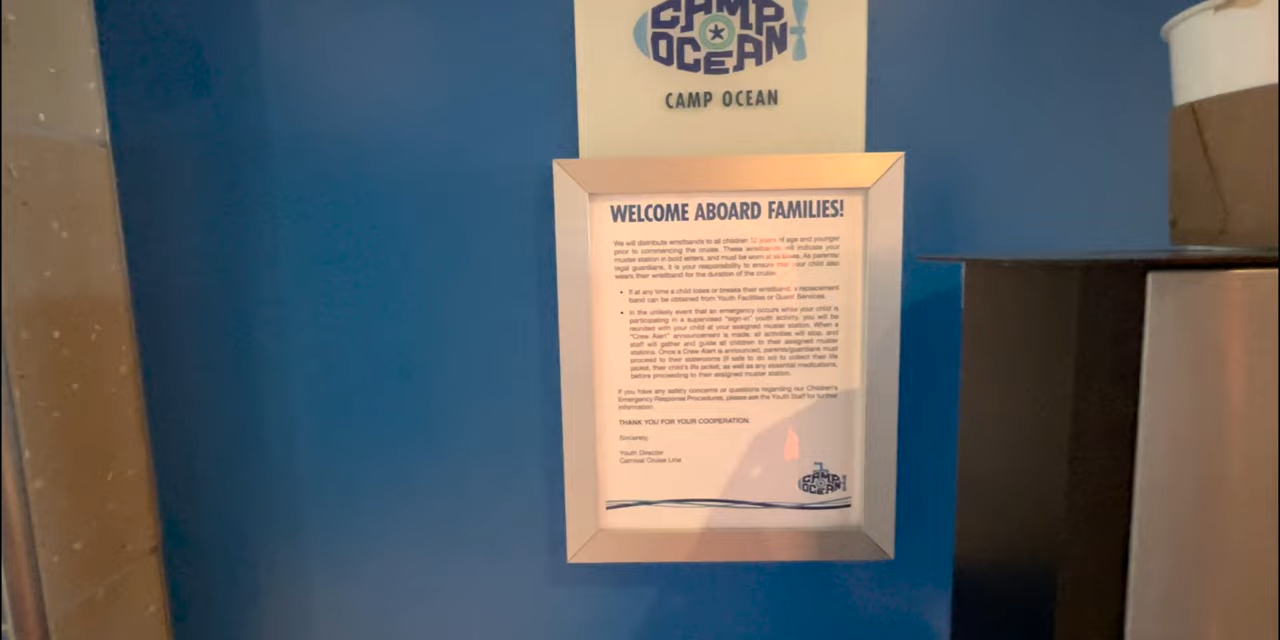 CAMP
OCEAN
CAMP OCEAN
WELCOME ABOARD FAMILIES!
We will distribute wristbands to all children 12 years of age and younger
prior to commencing the cruise. These wristbands will indicate your
muster station in bold letters, and must be worn at all times. As parents/
legal guardians, it is your responsibility to ensure that your child also
wears their wristband for the duration of the cruise.
• If at any time a child loses or breaks their wristband, a replacement
band can be obtained from Youth Facilities or Guest Services.
• In the unlikely event that an emergency occurs while your child is
participating in a supervised "sign-in" youth activity, you will be
reunited with your child at your assigned muster station. When a
"Crew Alert" announcement is made, all activities will stop, and
staff will gather and guide all children to their assigned muster
stations. Once a Crew Alert is announced, parents/guardians must
proceed to their staterooms (if safe to do so) to collect their life
jacket, their child's life jacket, as well as any essential medications,
before proceeding to their assigned muster station.
If you have any safety concerns or questions regarding our Children's
Emergency Response Procedures, please ask the Youth Staff for further
information.
THANK YOU FOR YOUR COOPERATION.
Sincerely,
Youth Director
Carnival Cruise Line
CAMP
OCEAN